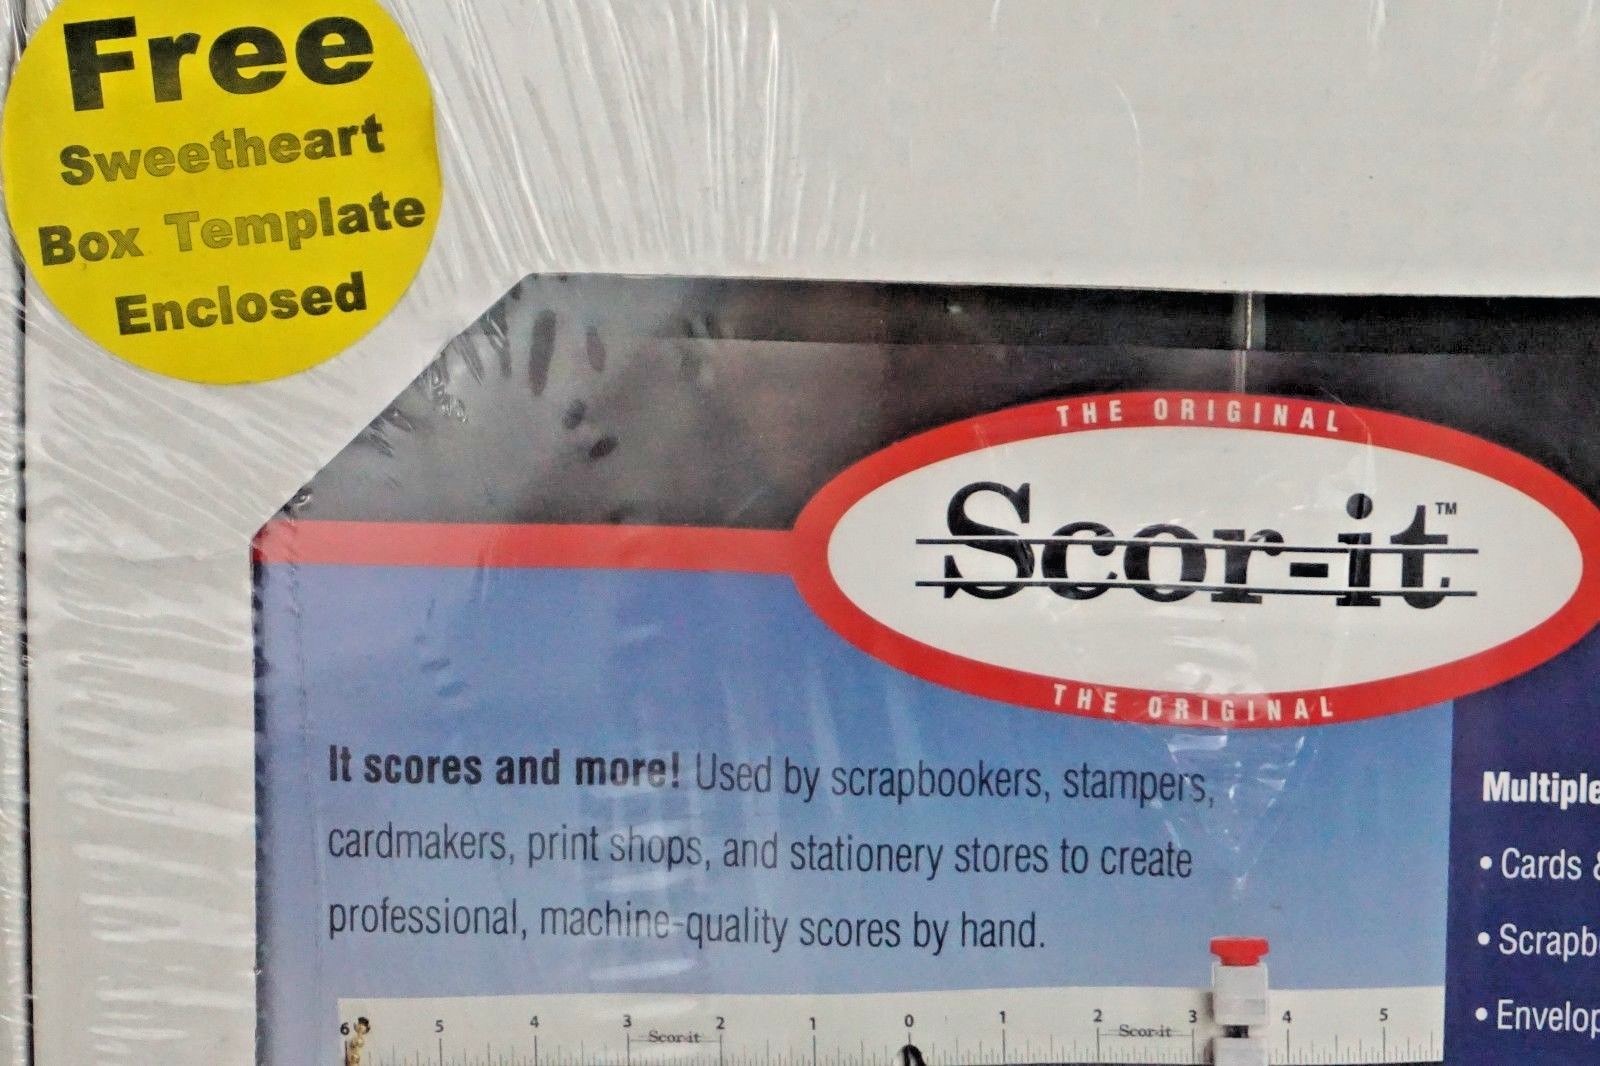 Free
Sweetheart
Box Template
Enclosed
THE ORIGINAL
Scor-it™
THE ORIGINAL
It scores and more! Used by scrapbookers, stampers,
cardmakers, print shops, and stationery stores to create
professional, machine-quality scores by hand.
Multiple
• Cards &
• Scrapb
• Envelop
6 5 4 3 Scor-it 2 1 0 1 2 Scor-it 3 4 5